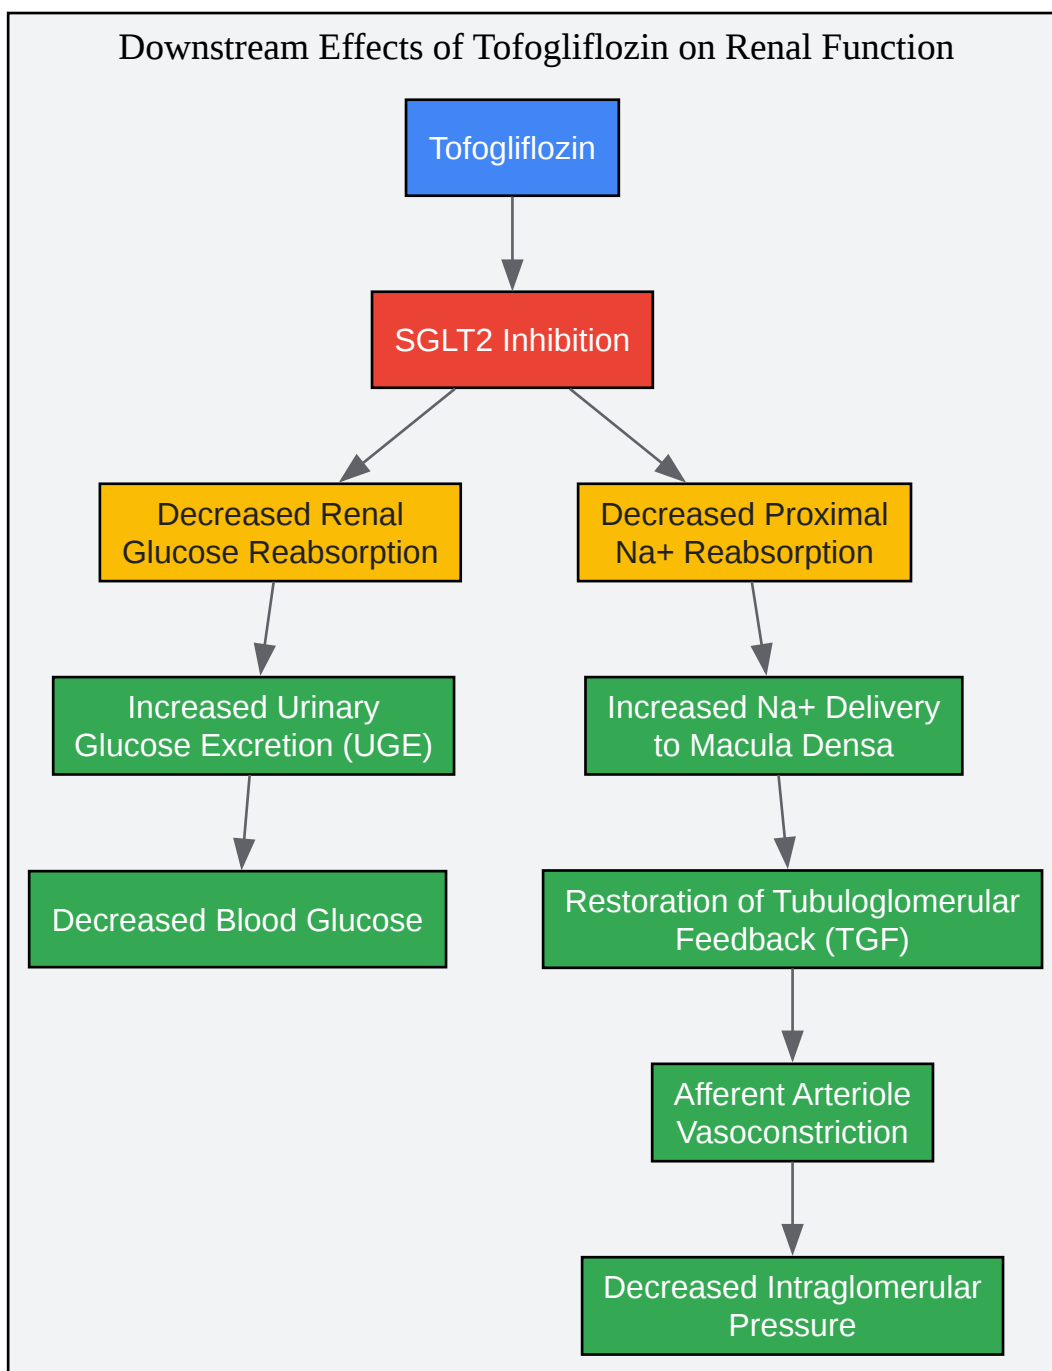 Downstream Effects of Tofogliflozin on Renal Function
Tofogliflozin
SGLT2 Inhibition
Decreased Renal
Glucose Reabsorption
Decreased Proximal
Na+ Reabsorption
Increased Urinary
Glucose Excretion (UGE)
Increased Na+ Delivery
to Macula Densa
Decreased Blood Glucose
Restoration of Tubuloglomerular
Feedback (TGF)
Afferent Arteriole
Vasoconstriction
Decreased Intraglomerular
Pressure